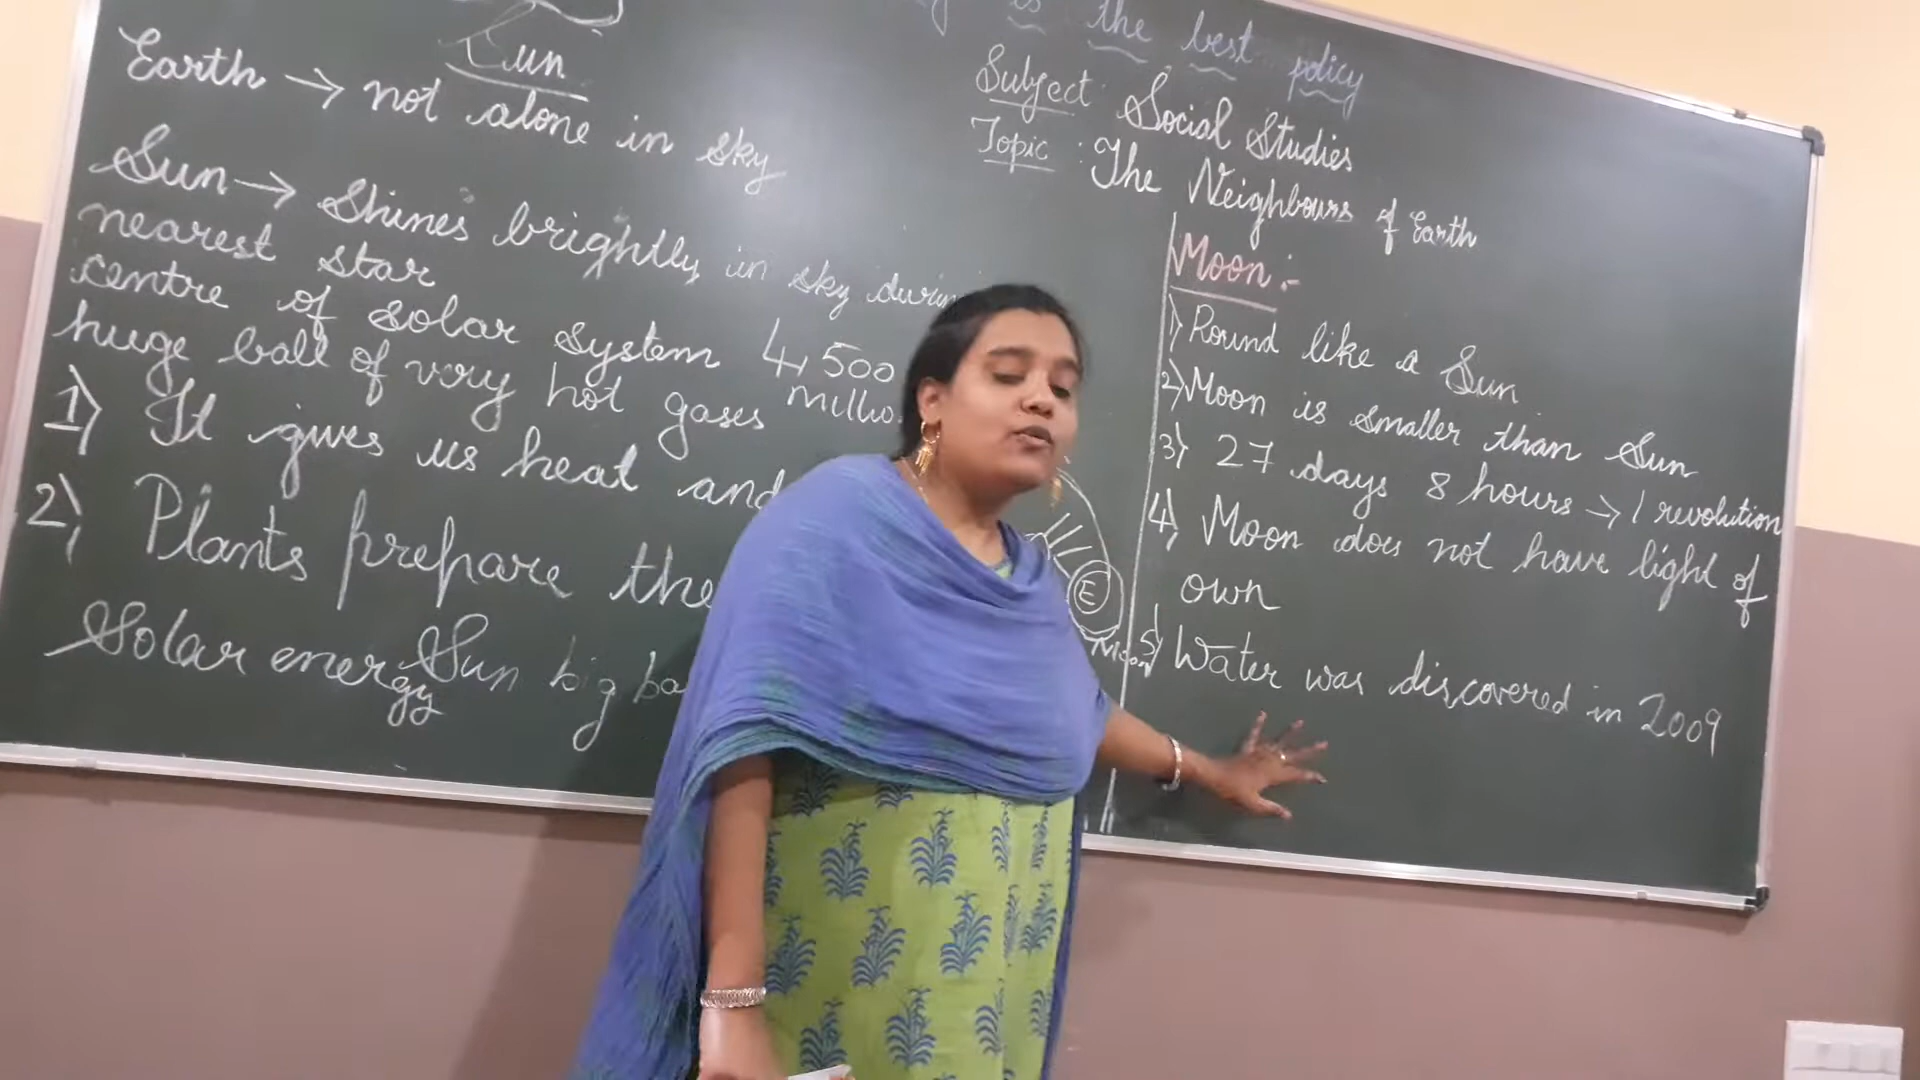 is the best policy
Subject: Social Studies
Topic: The Neighbours of Earth
Sun
Earth → not alone in sky
Sun → Shines brightly in sky
nearest star
centre of solar system 4,500
huge ball of very hot gases
1) It gives us heat and
2) Plants prepare
Solar energy Sun big
E
Moon
Moon :-
1) Round like a Sun
2) Moon is smaller than Sun
3) 27 days 8 hours → 1 revolution
4) Moon does not have light of
own
5) Water was discovered in 2009